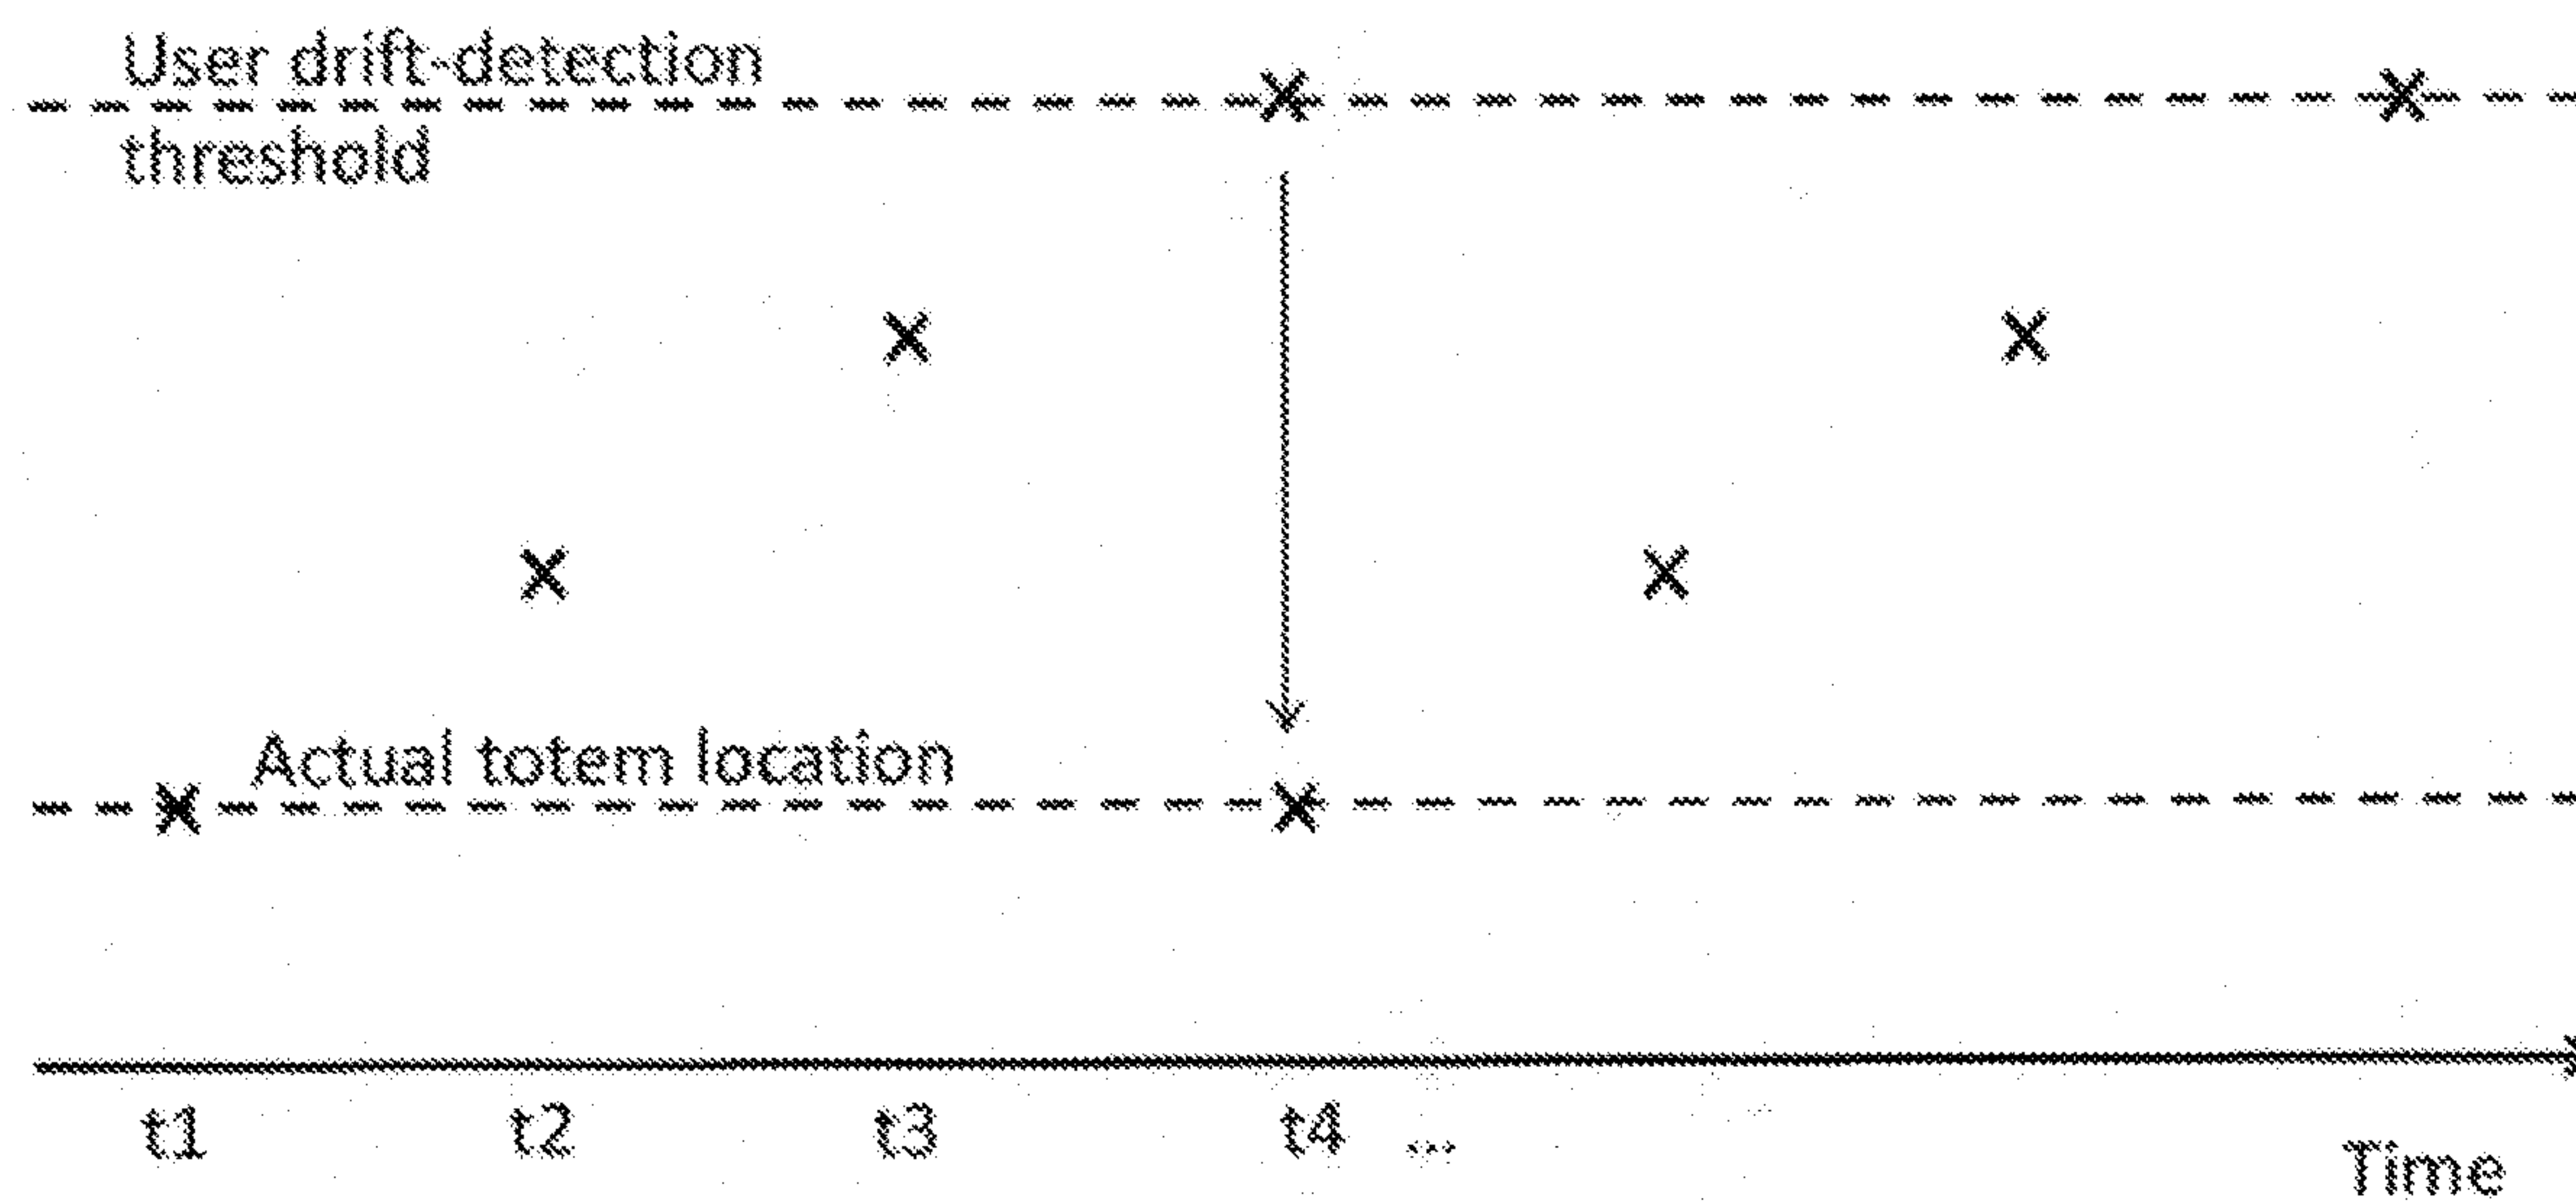 User drift-detection
threshold
Actual totem location
t1 t2 t3 t4 ...
Time